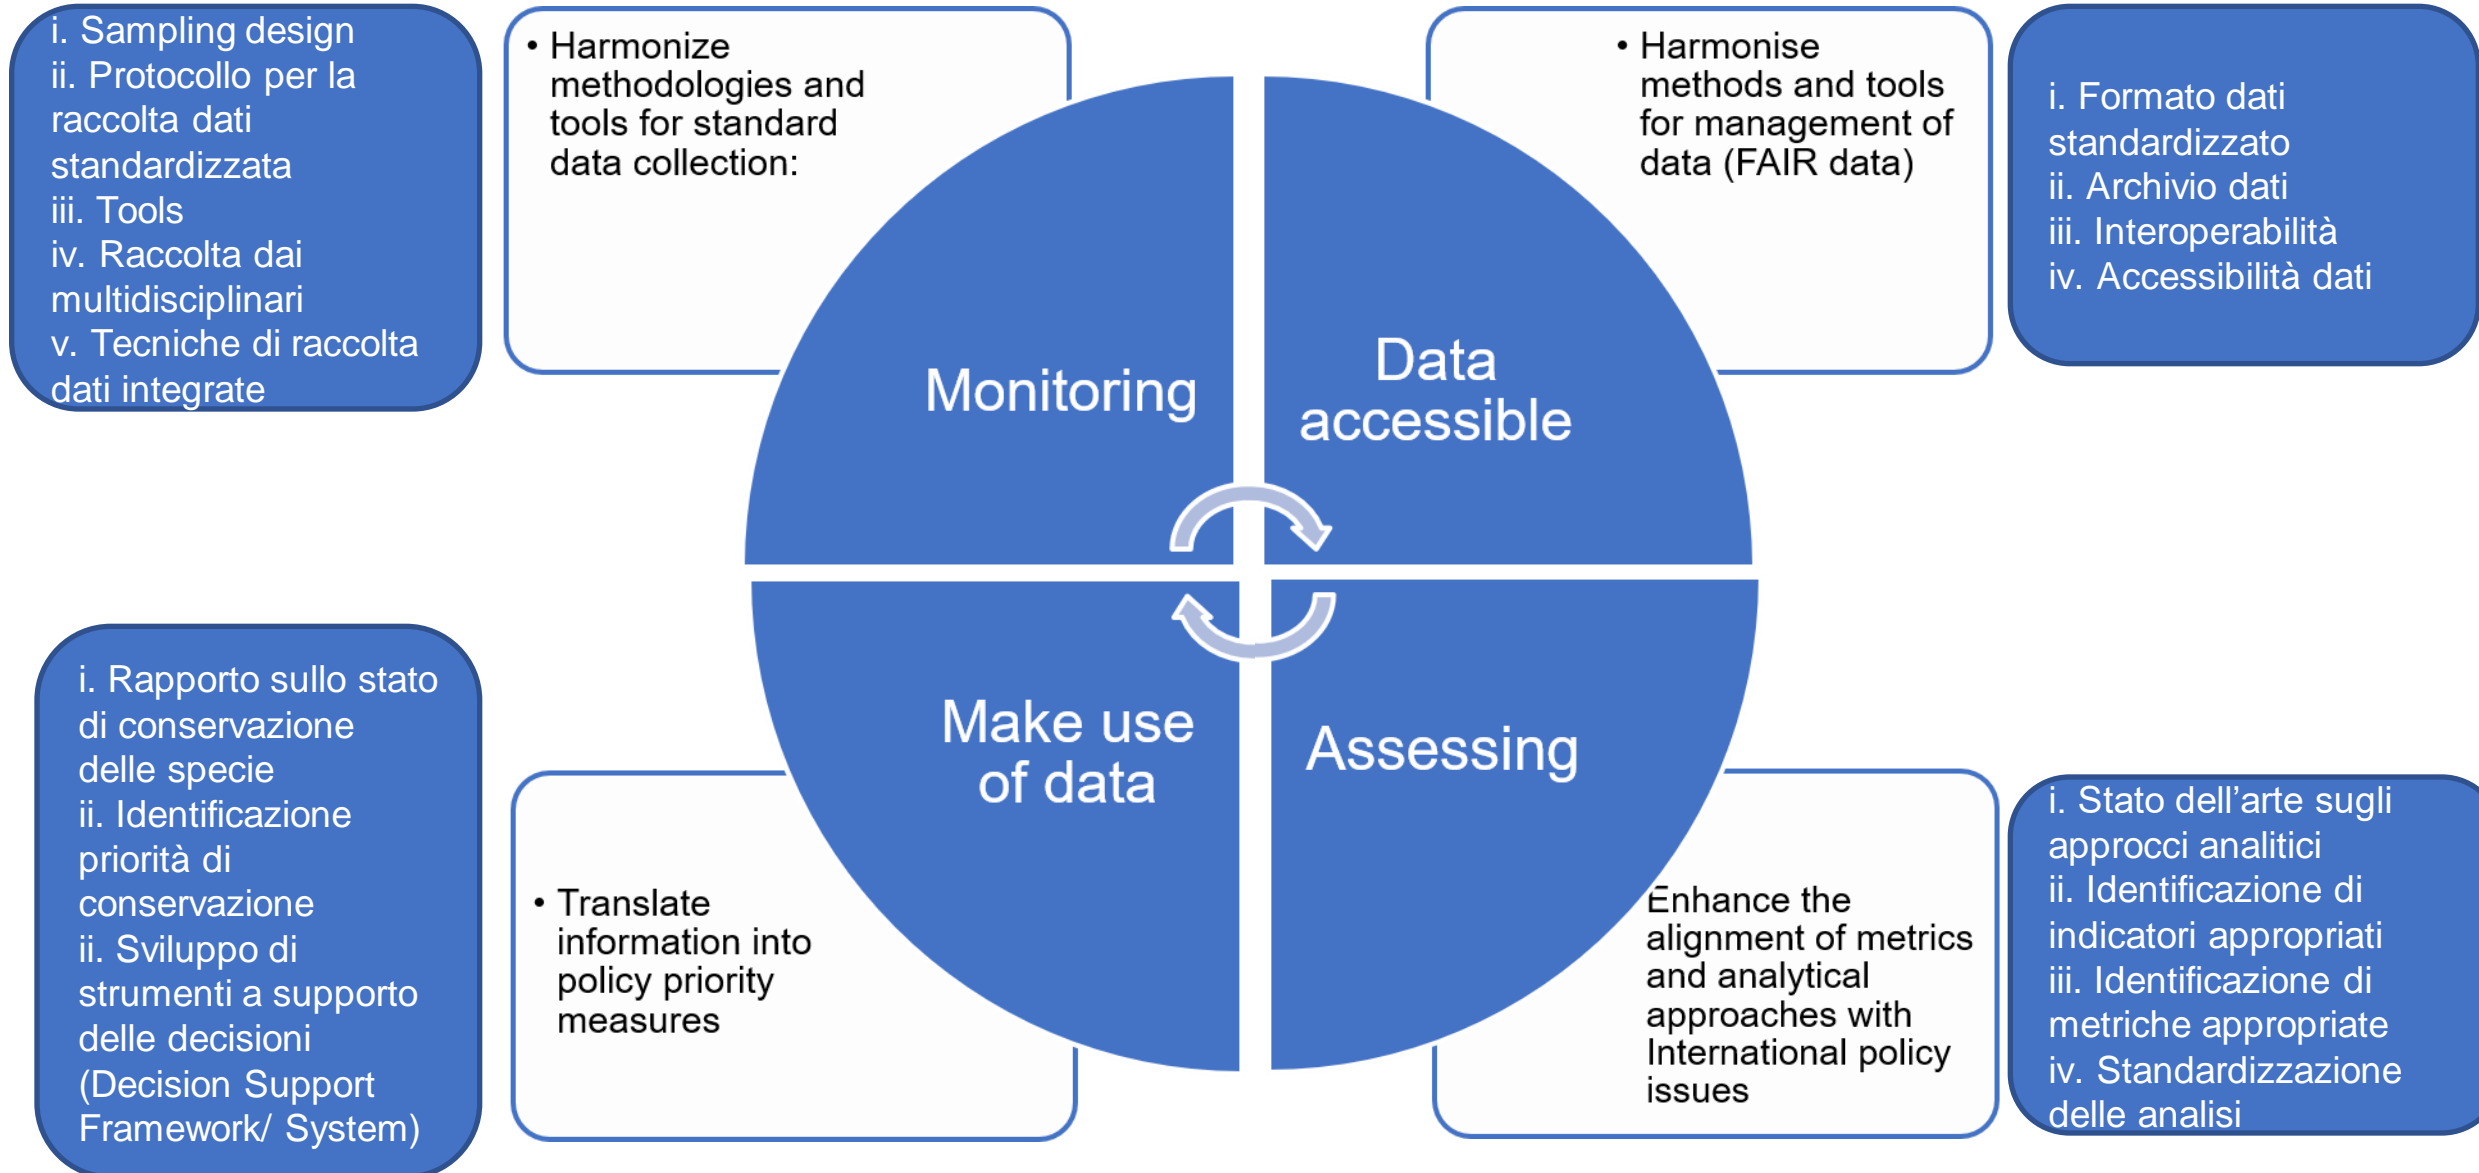 i. Sampling design
ii. Protocollo per la
raccolta dati
standardizzata
iii. Tools
iv. Raccolta dai
multidisciplinari
v. Tecniche di raccolta
dati integrate
• Harmonize
methodologies and
tools for standard
data collection:
• Harmonise
methods and tools
for management of
data (FAIR data)
i. Formato dati
standardizzato
ii. Archivio dati
iii. Interoperabilità
iv. Accessibilità dati
Monitoring
Data
accessible
Make use
of data
Assessing
i. Rapporto sullo stato
di conservazione
delle specie
ii. Identificazione
priorità di
conservazione
ii. Sviluppo di
strumenti a supporto
delle decisioni
(Decision Support
Framework/ System)
• Translate
information into
policy priority
measures
Enhance the
alignment of metrics
and analytical
approaches with
International policy
issues
i. Stato dell’arte sugli
approcci analitici
ii. Identificazione di
indicatori appropriati
iii. Identificazione di
metriche appropriate
iv. Standardizzazione
delle analisi